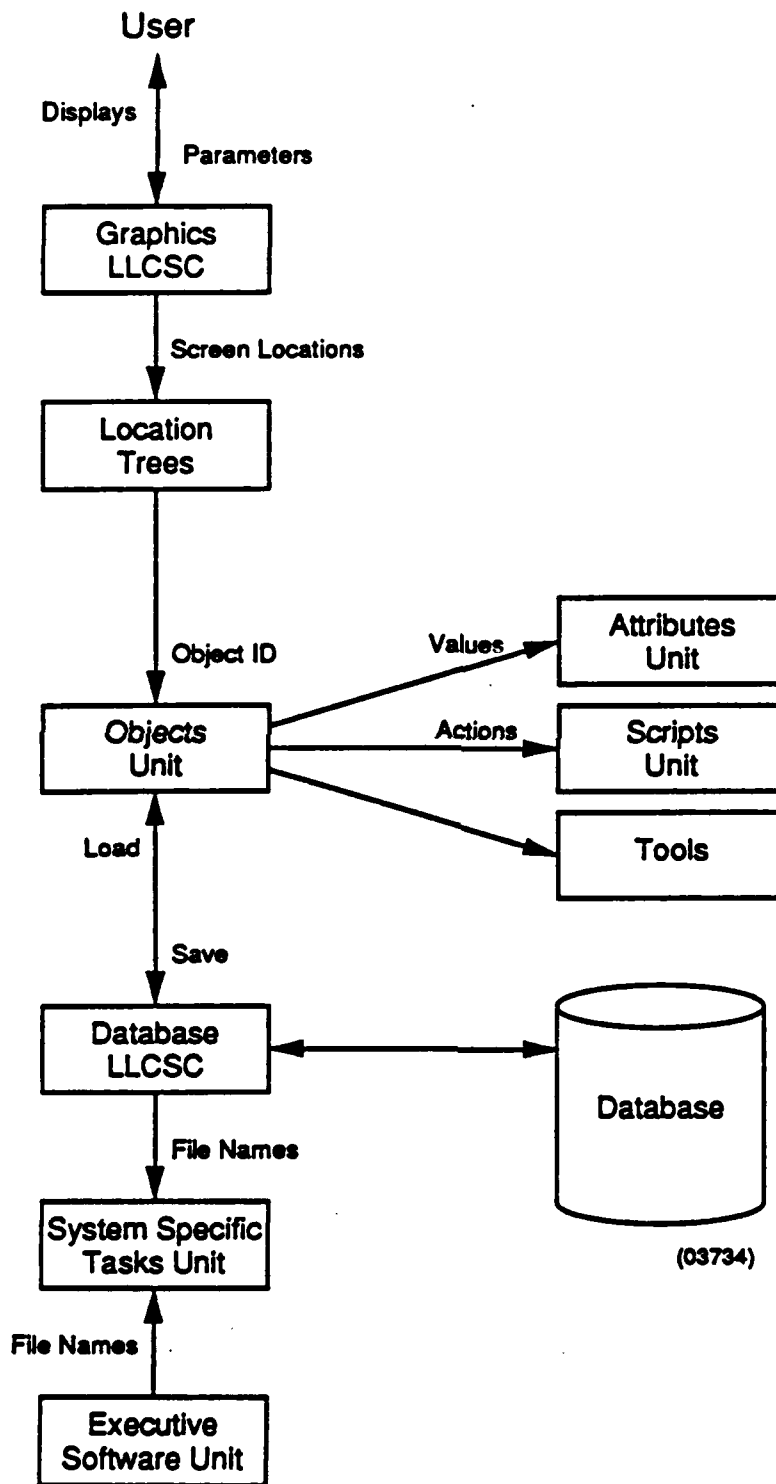 User
Displays
Parameters
Graphics
LLCSC
Screen Locations
Location
Trees
Object ID
Values
Attributes
Unit
Objects
Unit
Actions
Scripts
Unit
Tools
Load
Save
Database
LLCSC
Database
File Names
System Specific
Tasks Unit
(03734)
File Names
Executive
Software Unit